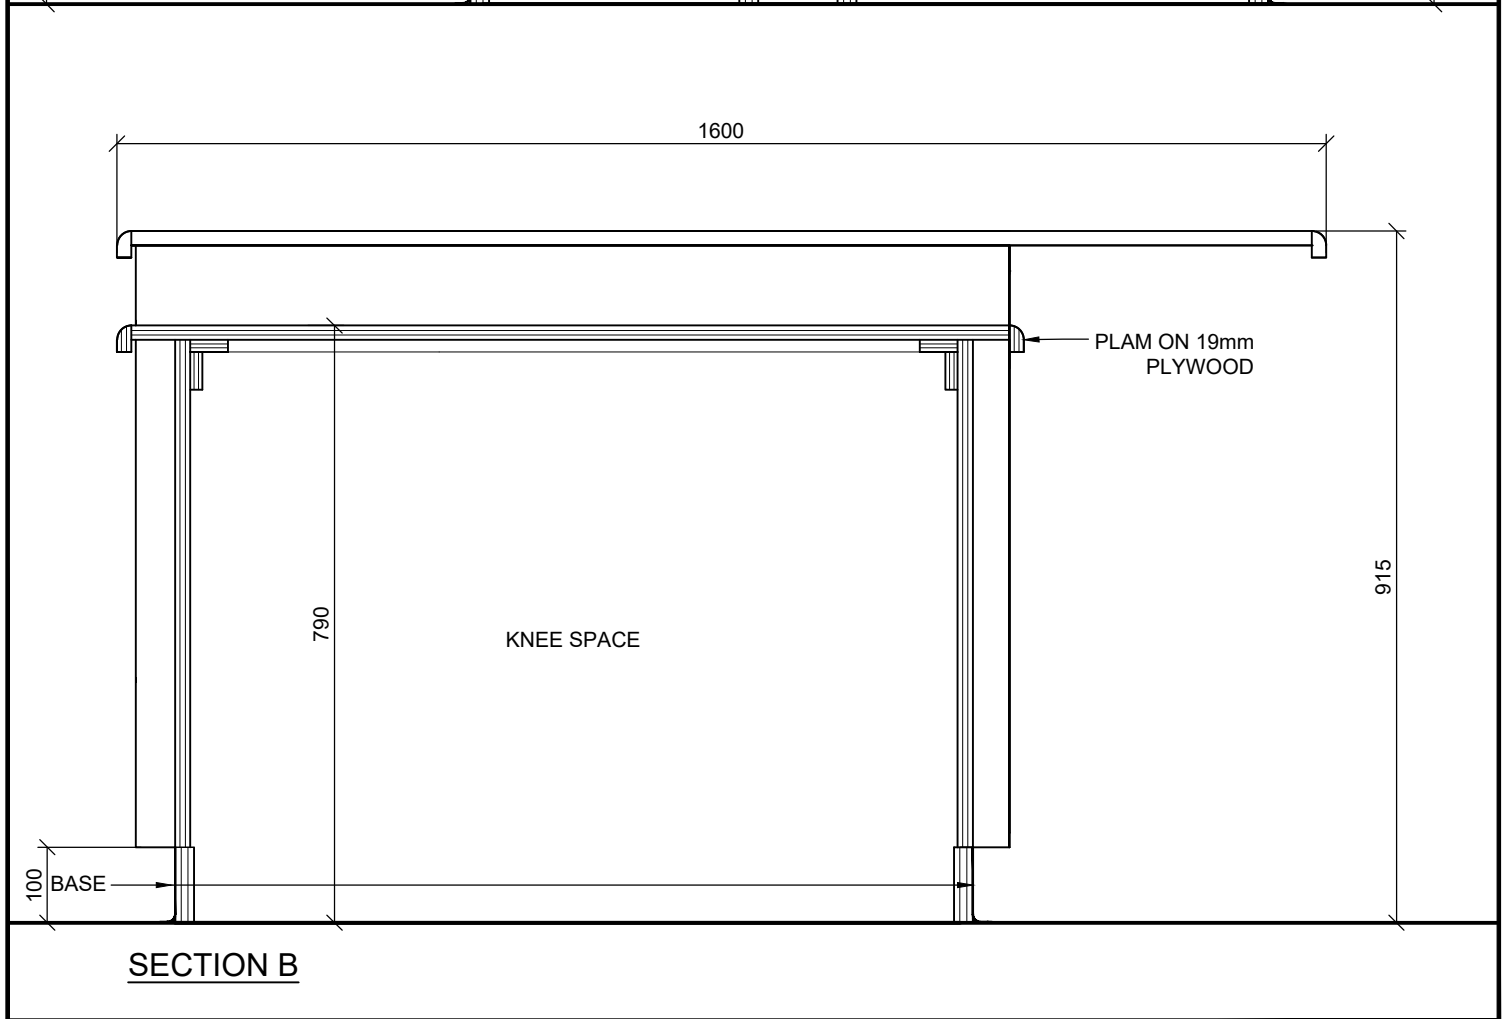 1600
PLAM ON 19mm
PLYWOOD
915
790
KNEE SPACE
100
BASE
SECTION B